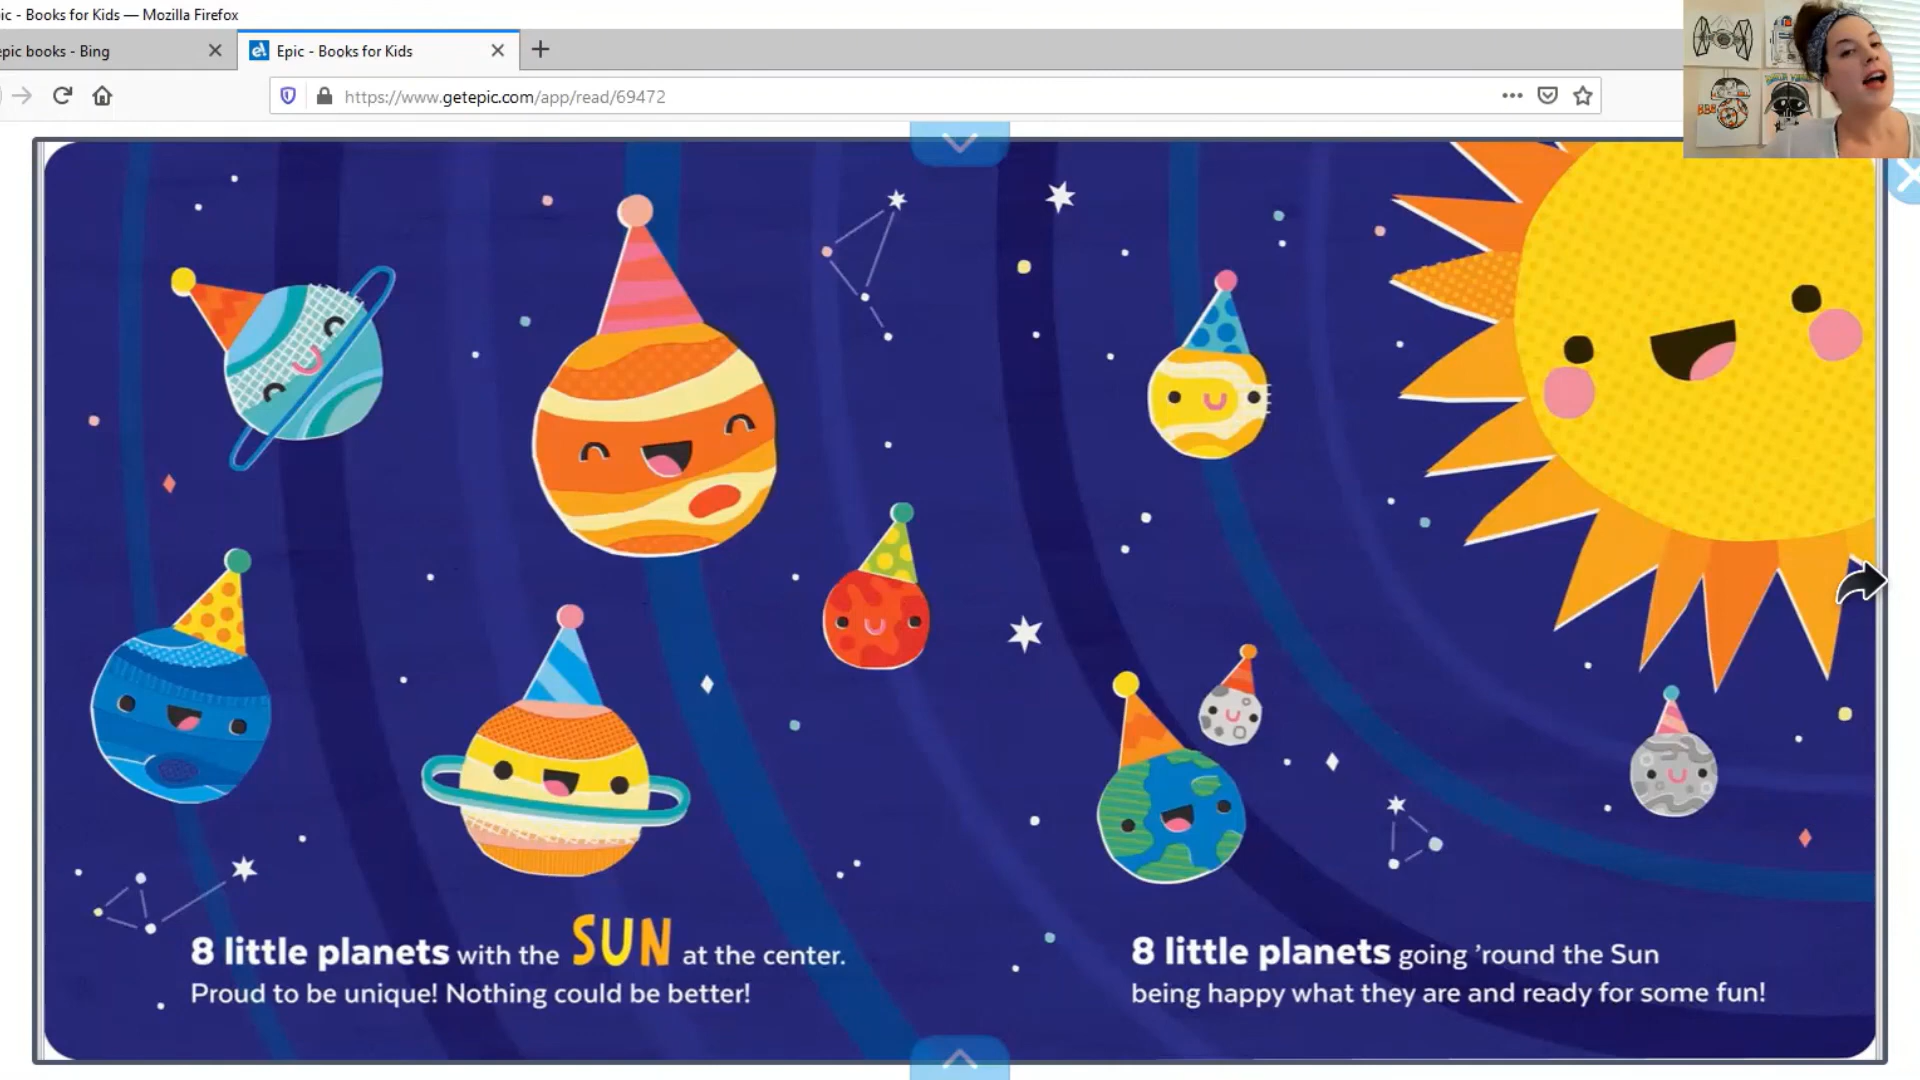 ic - Books for Kids — Mozilla Firefox
epic books - Bing
Epic - Books for Kids
https://www.getepic.com/app/read/69472
BB8
8 little planets with the SUN at the center.
Proud to be unique! Nothing could be better!
8 little planets going ’round the Sun
being happy what they are and ready for some fun!